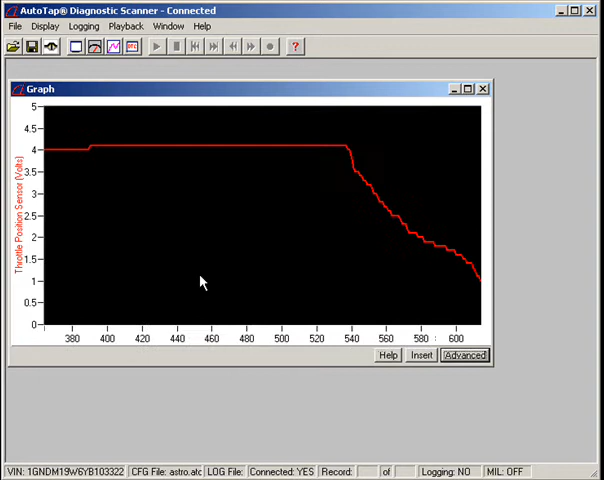 AutoTap® Diagnostic Scanner - Connected
File Display Logging Playback Window Help
DTC
?
Graph
5
4.5
4
3.5
3
2.5
2
1.5
1
0.5
0
Throttle Position Sensor (Volts)
380 400 420 440 460 480 500 520 540 560 580 600
Help Insert Advanced
VIN: 1GNDM19W6YB103322 CFG File: astro.atc LOG File: Connected: YES Record: of Logging: NO MIL: OFF